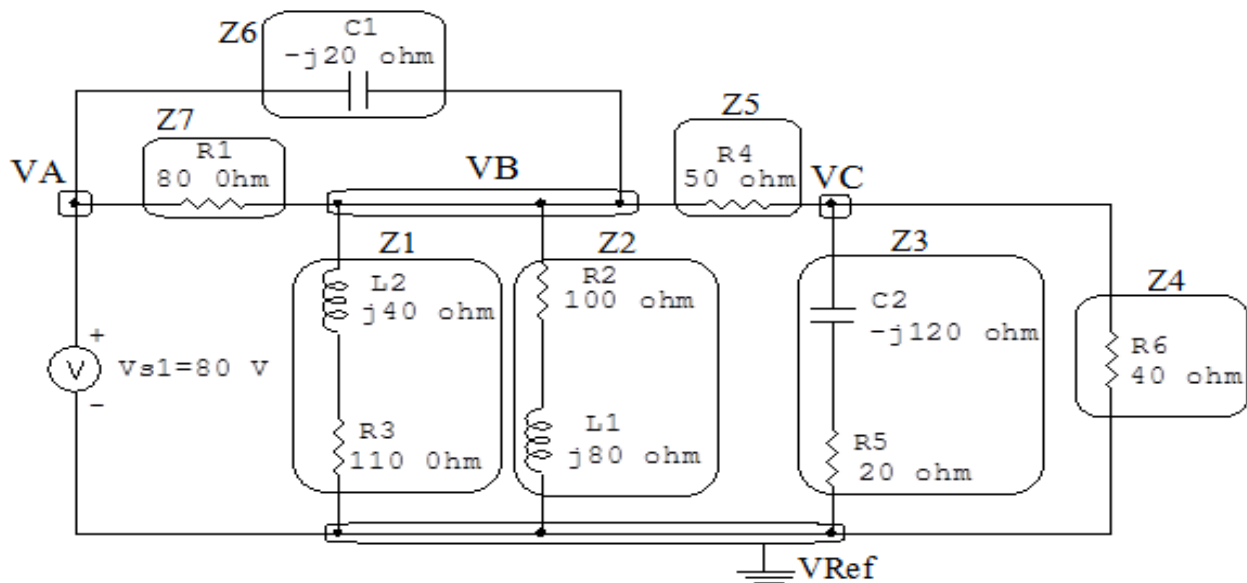 Z6
C1
-j20 ohm
Z7
R1
80 Ohm
VA
VB
Z5
R4
50 ohm
VC
Z1
L2
j40 ohm
R3
110 Ohm
Z2
R2
100 ohm
L1
j80 ohm
Z3
C2
-j120 ohm
R5
20 ohm
Z4
R6
40 ohm
+
V
Vs1=80 V
-
VRef